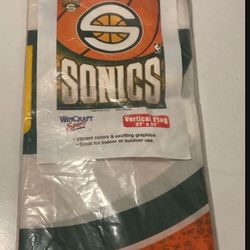 S
SONICS
WinCraft
Sports
Vertical Flag
27" x 37"
• Vibrant colors & exciting graphics
• Great for indoor or outdoor use